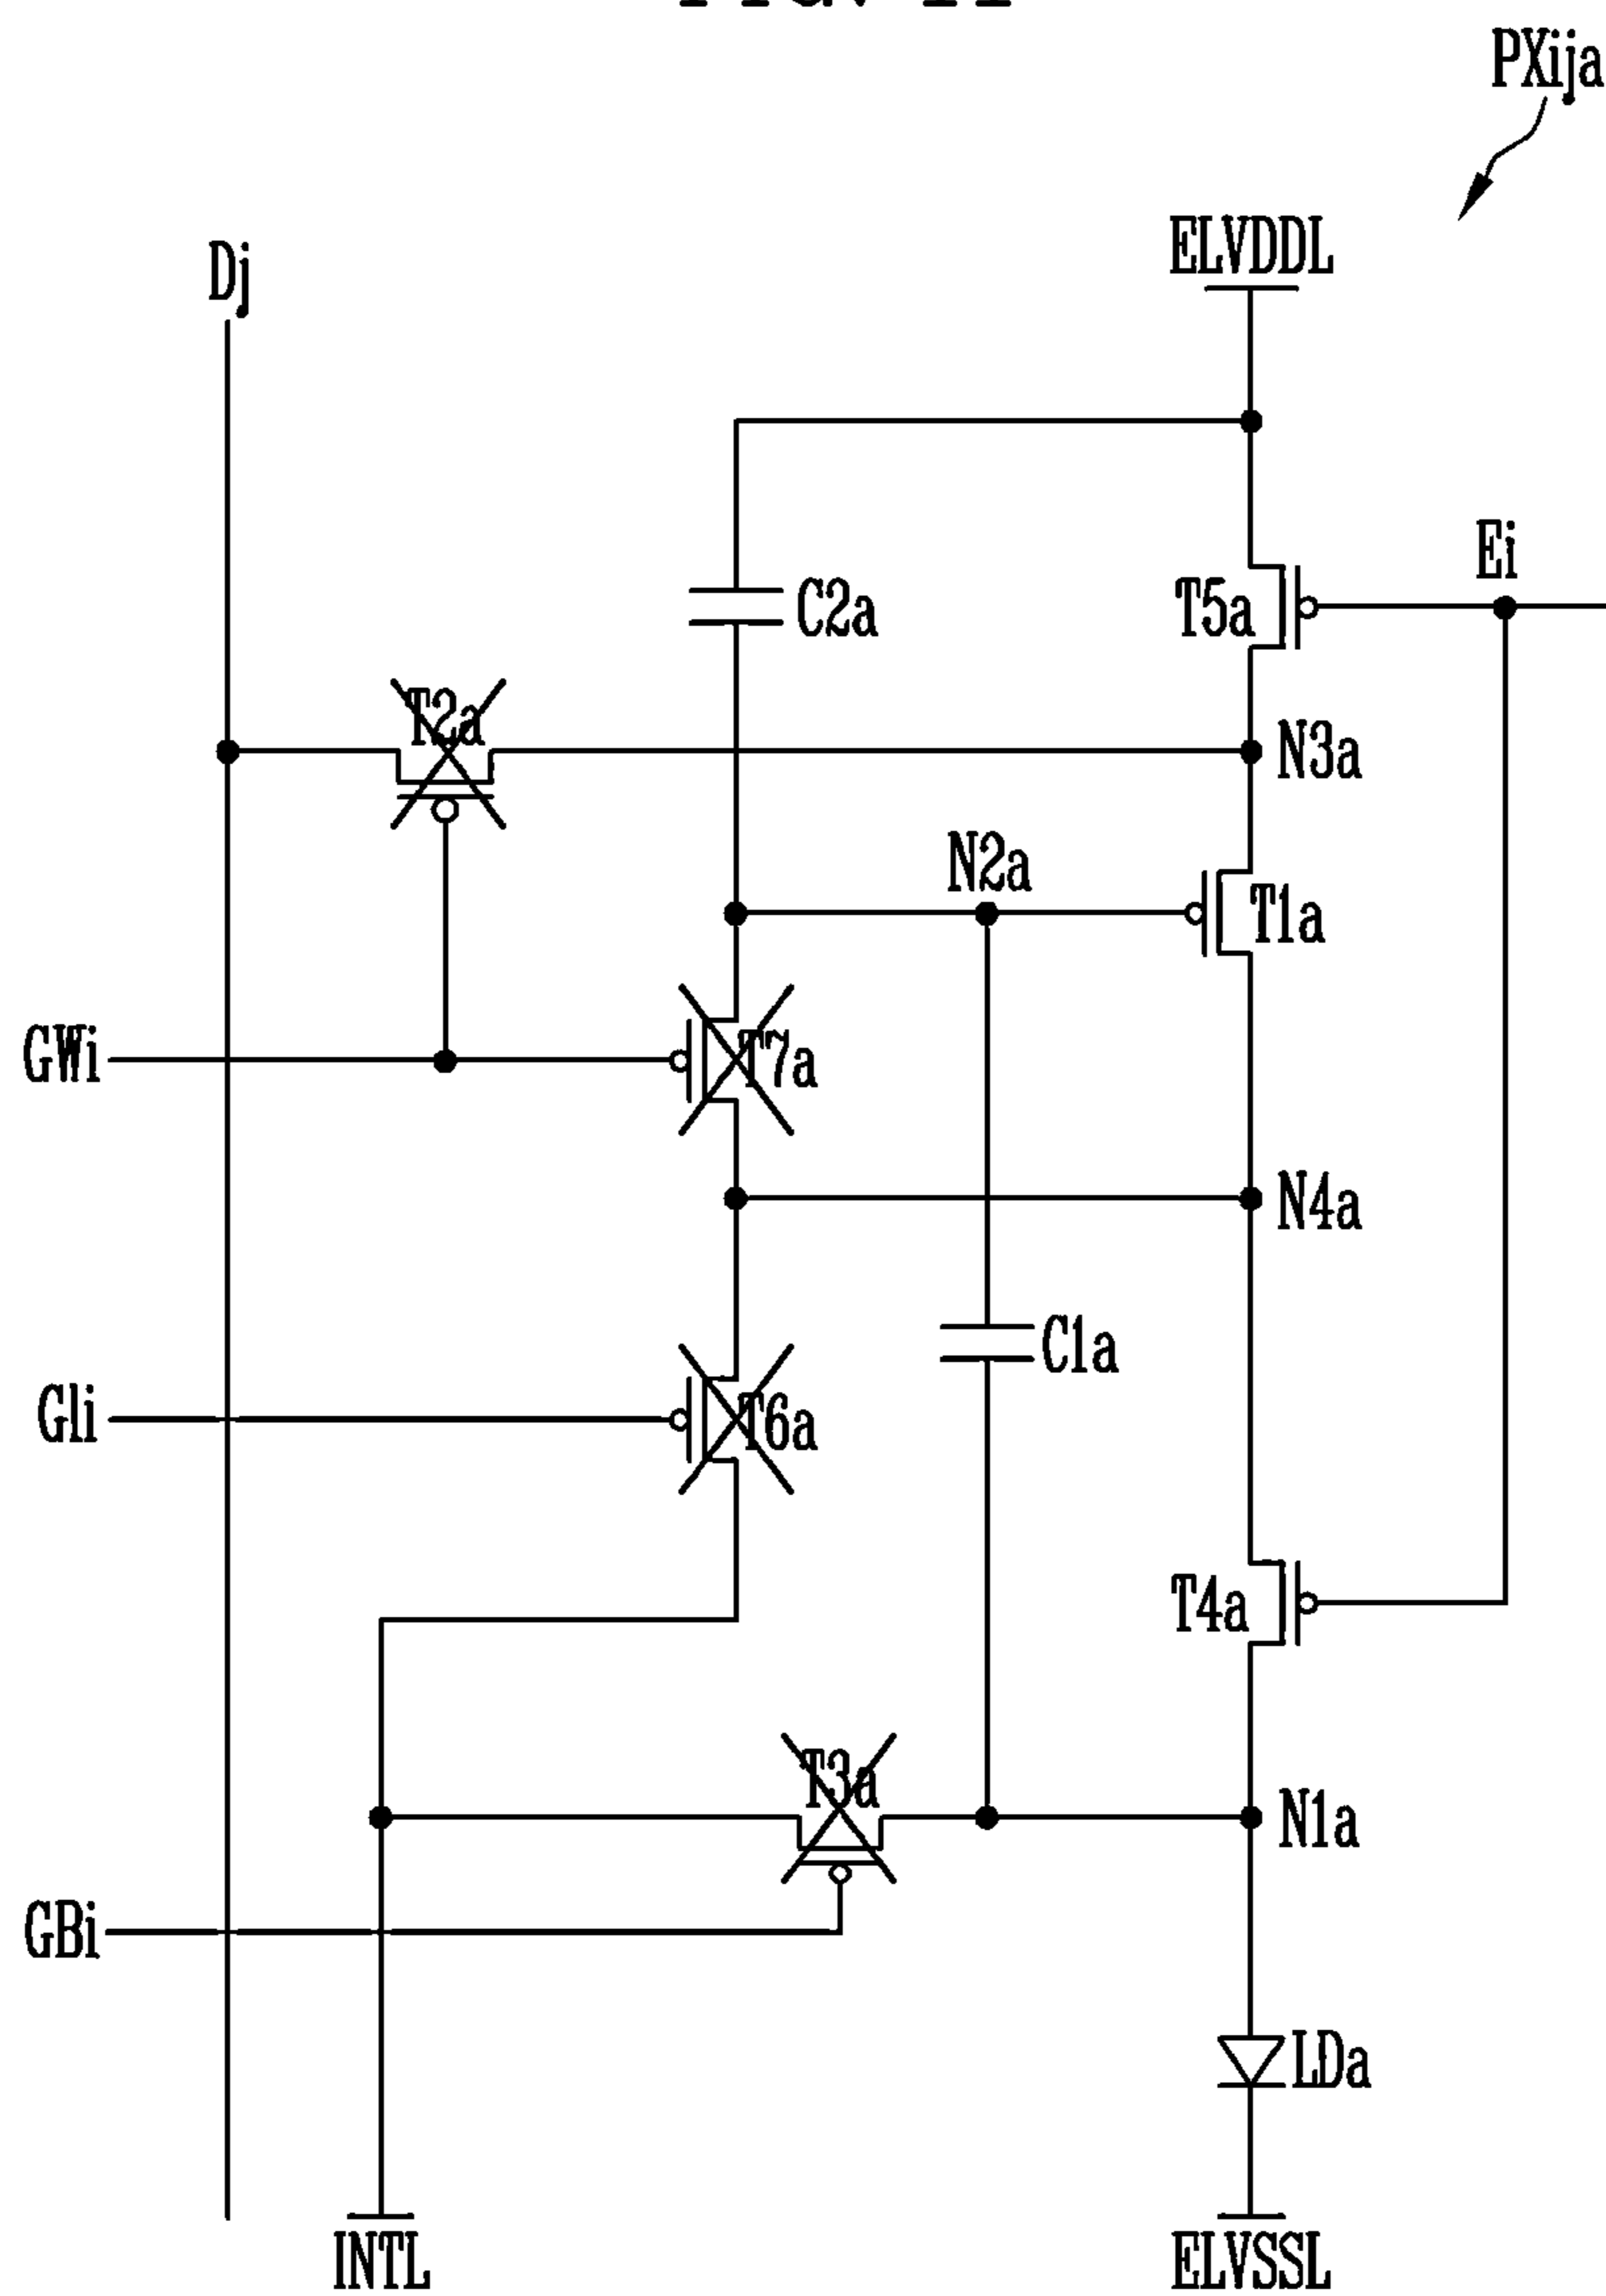 PXija
ELVDDL
Dj
Ei
C2a
T5a
T2a
N3a
N2a
T1a
GWi
T7a
N4a
C1a
GIi
T6a
T4a
T3a
N1a
GBi
LDa
INTL
ELVSSL